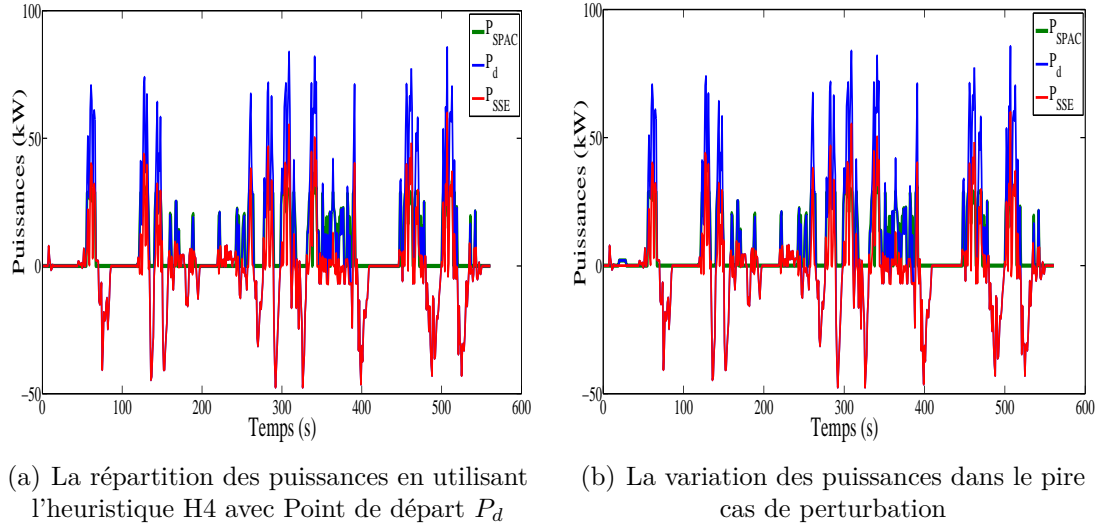 100
50
0
−50
Puissances (kW)
P_SPAC
P_d
P_SSE
0 100 200 300 400 500 600
Temps (s)
(a) La répartition des puissances en utilisant
l'heuristique H4 avec Point de départ P_d
100
50
0
−50
Puissances (kW)
P_SPAC
P_d
P_SSE
0 100 200 300 400 500 600
Temps (s)
(b) La variation des puissances dans le pire
cas de perturbation